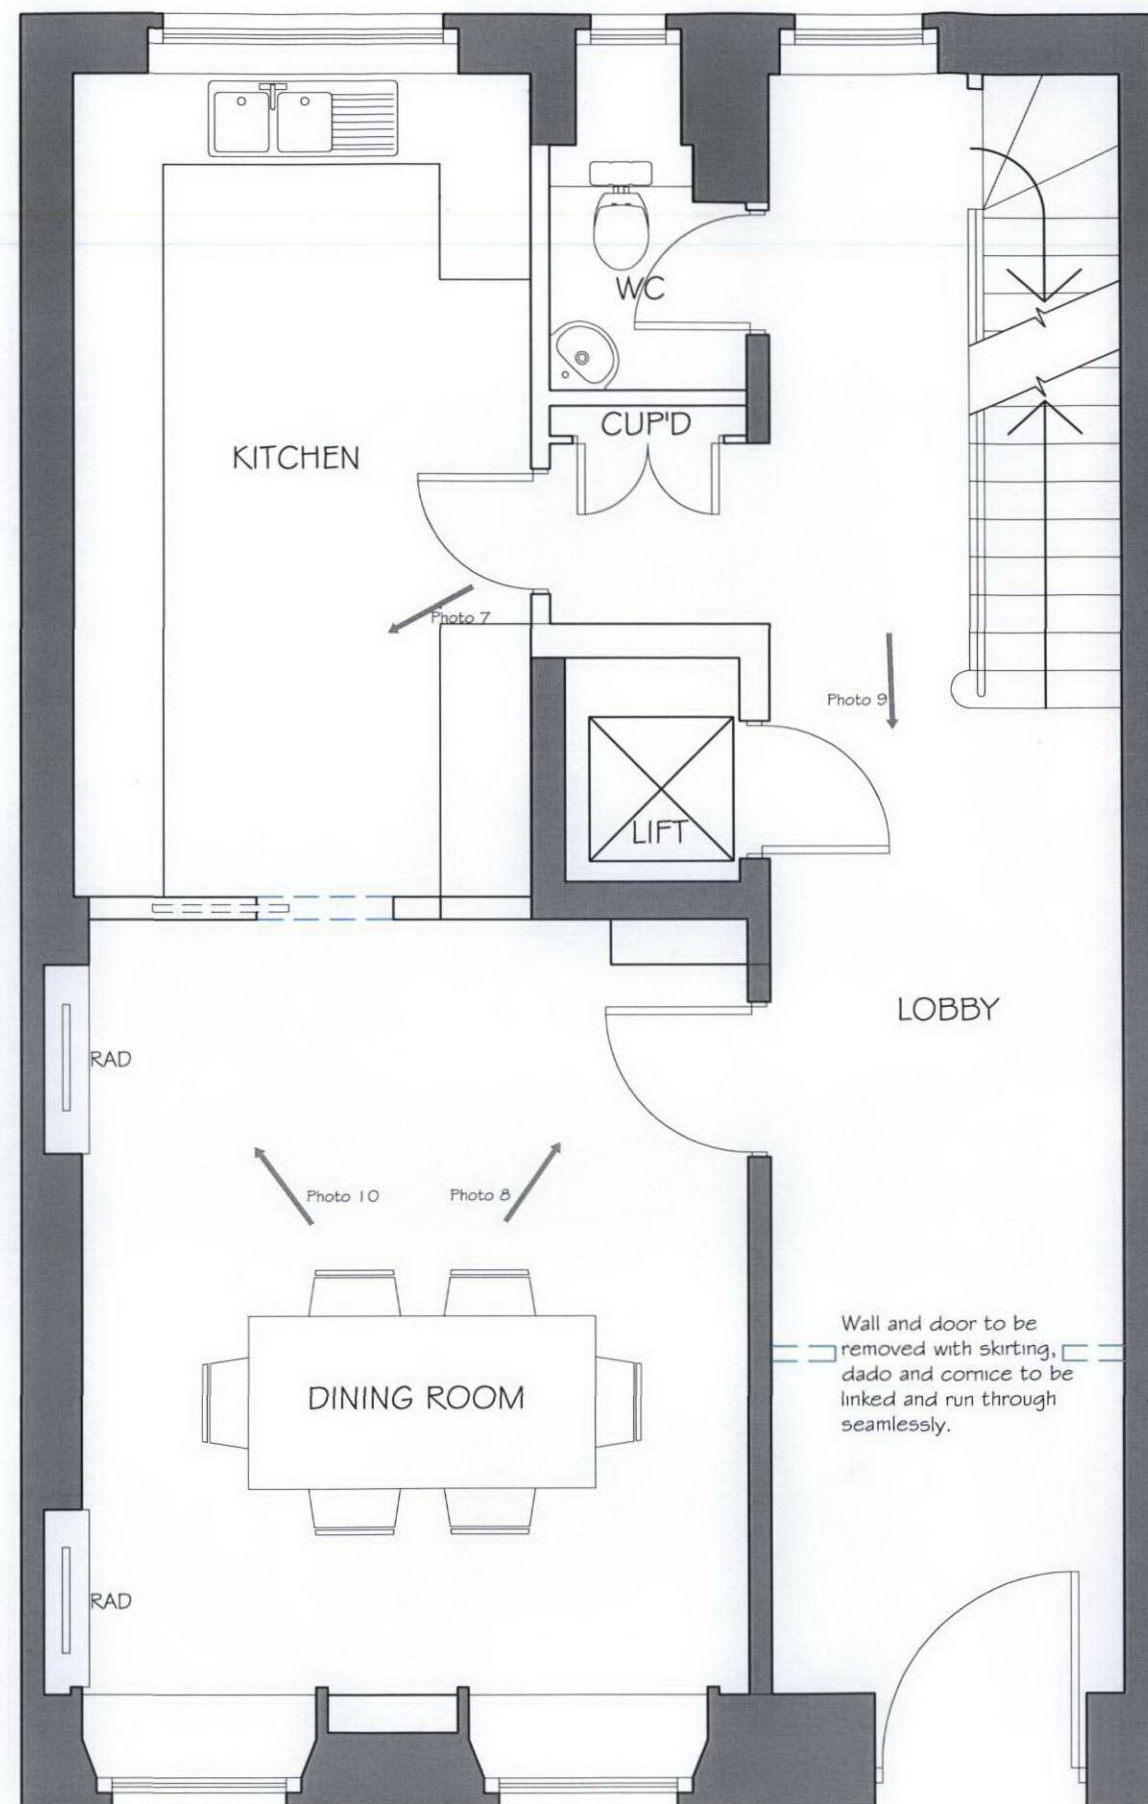 WC
CUP'D
KITCHEN
Photo 7
Photo 9
LIFT
LOBBY
RAD
Photo 10
Photo 8
Wall and door to be
removed with skirting,
dado and cornice to be
linked and run through
seamlessly.
DINING ROOM
RAD